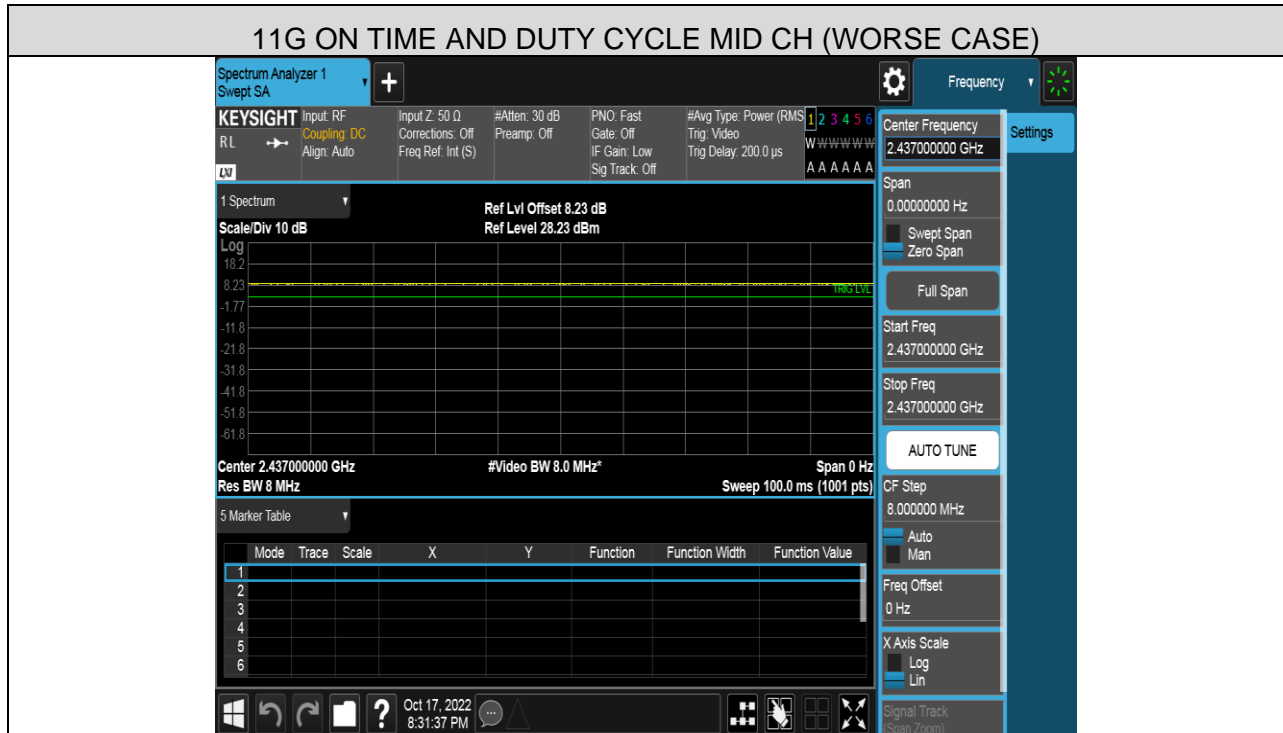 11G ON TIME AND DUTY CYCLE MID CH (WORSE CASE)
Spectrum Analyzer 1
Swept SA
+
Frequency
KEYSIGHT Input: RF Input Z: 50 Ω #Atten: 30 dB PNO: Fast #Avg Type: Power (RMS 1 2 3 4 5 6
RL Coupling: DC Corrections: Off Preamp: Off Gate: Off Trig: Video W W W W W W
Align: Auto Freq Ref: Int (S) IF Gain: Low Trig Delay: 200.0 µs
LXI Sig Track: Off A A A A A A
Center Frequency
2.437000000 GHz
Settings
1 Spectrum
Ref Lvl Offset 8.23 dB
Scale/Div 10 dB Ref Level 28.23 dBm
Log
18.2
8.23
TRIG LVL
-1.77
-11.8
-21.8
-31.8
-41.8
-51.8
-61.8
Center 2.437000000 GHz #Video BW 8.0 MHz* Span 0 Hz
Res BW 8 MHz Sweep 100.0 ms (1001 pts)
Span
0.00000000 Hz
Swept Span
Zero Span
Full Span
Start Freq
2.437000000 GHz
Stop Freq
2.437000000 GHz
AUTO TUNE
CF Step
8.000000 MHz
Auto
Man
Freq Offset
0 Hz
X Axis Scale
Log
Lin
Signal Track
(Span Zoom)
5 Marker Table
Mode Trace Scale X Y Function Function Width Function Value
1
2
3
4
5
6
?
Oct 17, 2022
8:31:37 PM